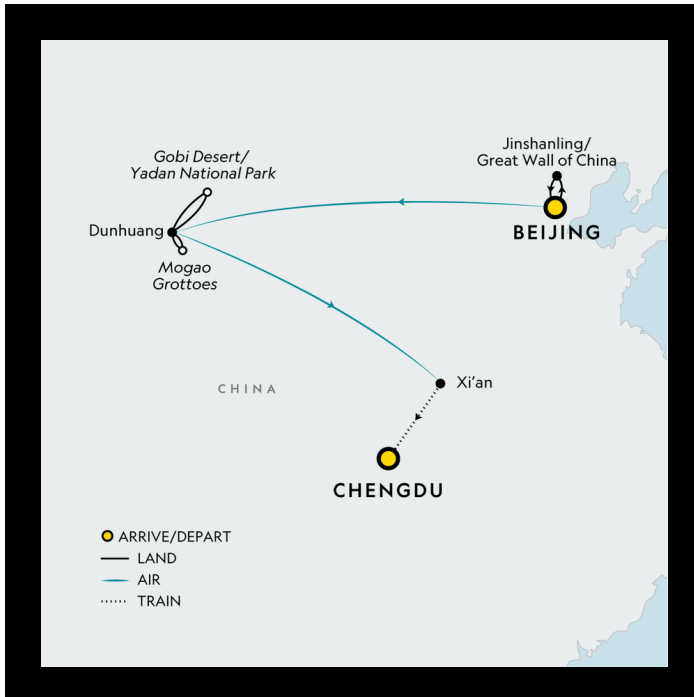 Jinshanling/
Great Wall of China
Gobi Desert/
Yadan National Park
BEIJING
Dunhuang
Mogao
Grottoes
Xi’an
CHINA
CHENGDU
ARRIVE/DEPART
LAND
AIR
TRAIN